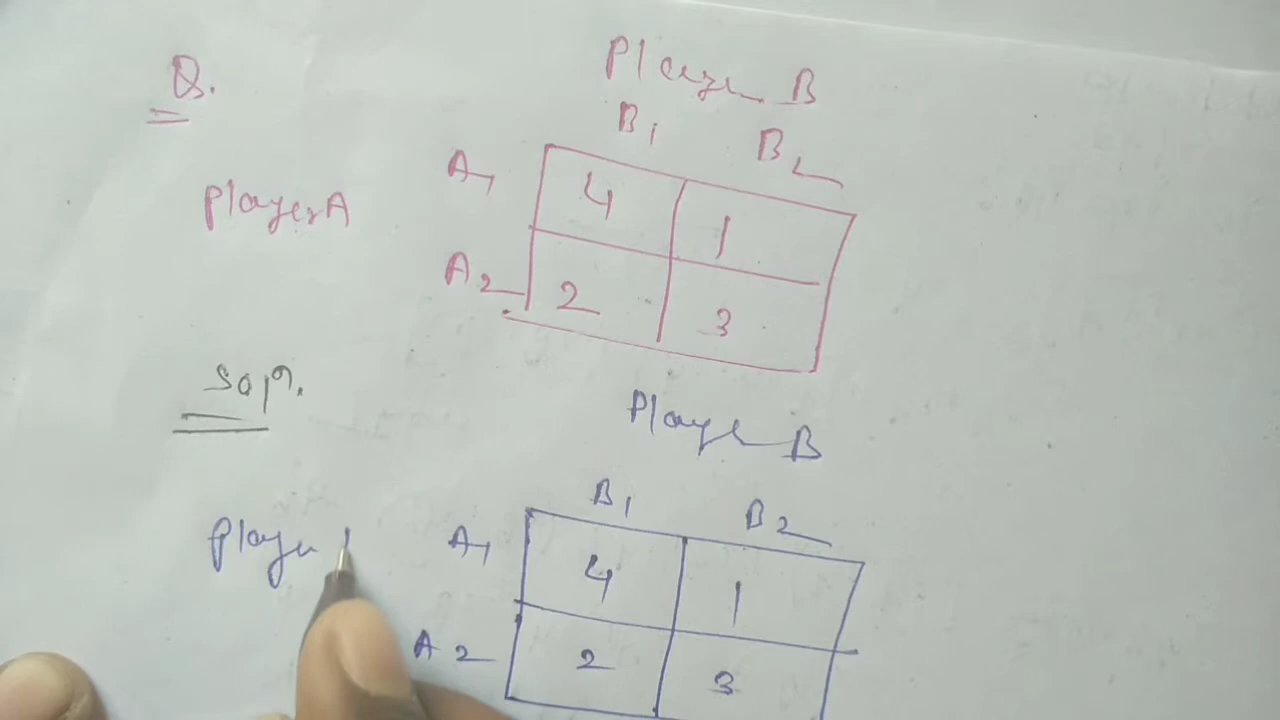 Q.
Player B
B1 B2
Player A
A1 4 1
A2 2 3
Soln.
Player B
B1 B2
Player
A1 4 1
A2 2 3